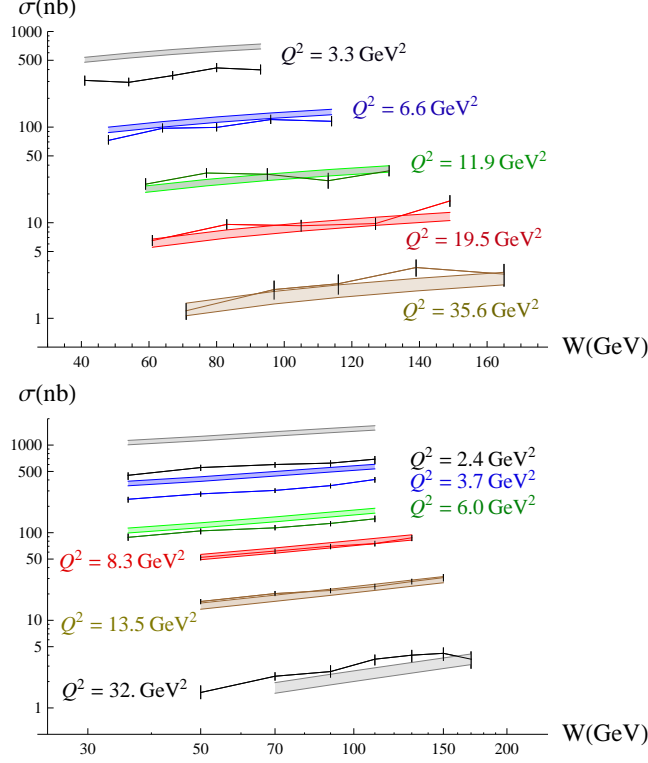 σ(nb)
1000
500
Q² = 3.3 GeV²
Q² = 6.6 GeV²
100
50
Q² = 11.9 GeV²
10
5
Q² = 19.5 GeV²
1
Q² = 35.6 GeV²
40 60 80 100 120 140 160
W(GeV)
σ(nb)
1000
Q² = 2.4 GeV²
500
Q² = 3.7 GeV²
Q² = 6.0 GeV²
100
50
Q² = 8.3 GeV²
10
Q² = 13.5 GeV²
5
Q² = 32. GeV²
1
30 50 70 100 150 200
W(GeV)